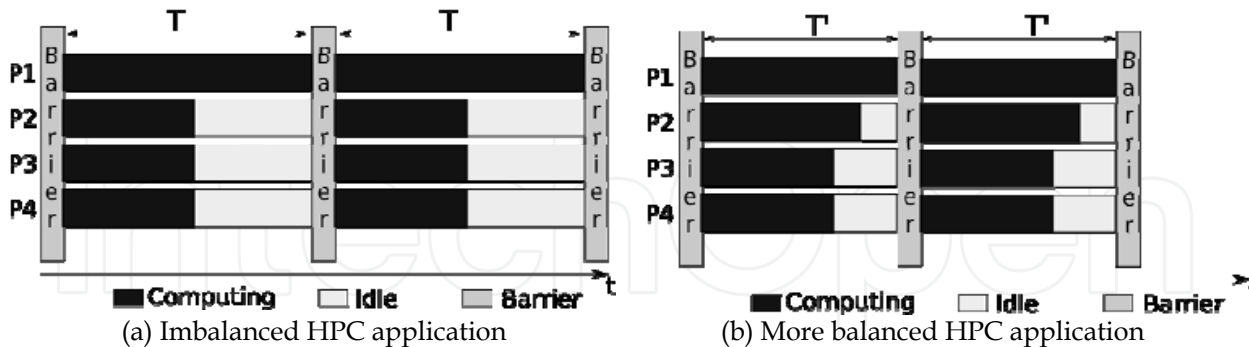 T T
P1
P2
P3
P4
Barrier
Barrier
Barrier
t
Computing Idle Barrier
(a) Imbalanced HPC application
T' T'
P1
P2
P3
P4
Barrier
Barrier
Barrier
Computing Idle Barrier
(b) More balanced HPC application
IntechOpen